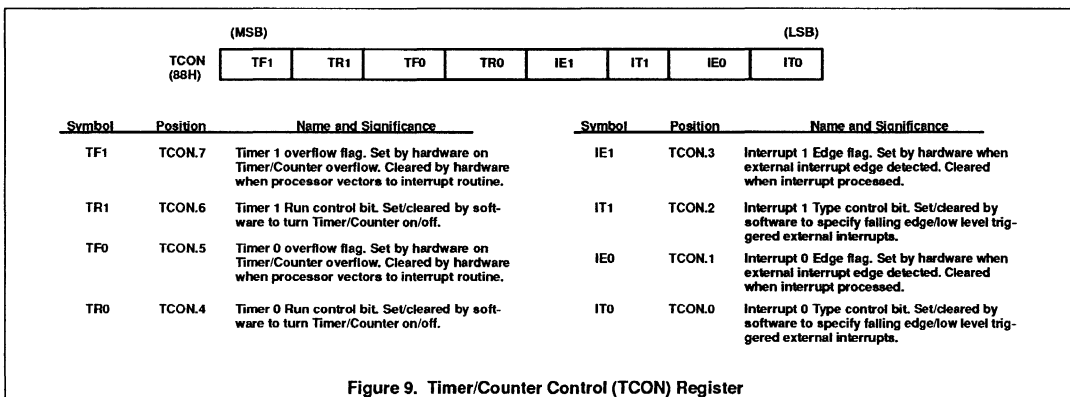 (MSB) (LSB)
TCON TF1 TR1 TF0 TR0 IE1 IT1 IE0 IT0
(88H)
Symbol Position Name and Significance
TF1 TCON.7 Timer 1 overflow flag. Set by hardware on
Timer/Counter overflow. Cleared by hardware
when processor vectors to interrupt routine.
TR1 TCON.6 Timer 1 Run control bit. Set/cleared by soft-
ware to turn Timer/Counter on/off.
TF0 TCON.5 Timer 0 overflow flag. Set by hardware on
Timer/Counter overflow. Cleared by hardware
when processor vectors to interrupt routine.
TR0 TCON.4 Timer 0 Run control bit. Set/cleared by soft-
ware to turn Timer/Counter on/off.
Symbol Position Name and Significance
IE1 TCON.3 Interrupt 1 Edge flag. Set by hardware when
external interrupt edge detected. Cleared
when interrupt processed.
IT1 TCON.2 Interrupt 1 Type control bit. Set/cleared by
software to specify falling edge/low level trig-
gered external interrupts.
IE0 TCON.1 Interrupt 0 Edge flag. Set by hardware when
external interrupt edge detected. Cleared
when interrupt processed.
IT0 TCON.0 Interrupt 0 Type control bit. Set/cleared by
software to specify falling edge/low level trig-
gered external interrupts.
Figure 9. Timer/Counter Control (TCON) Register